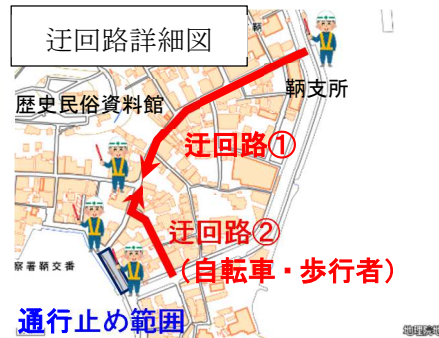 迂回路詳細図
鞆
鞆支所
歴史民俗資料館
迂回路①
迂回路②
(自転車・歩行者)
察署鞆交番
通行止め範囲